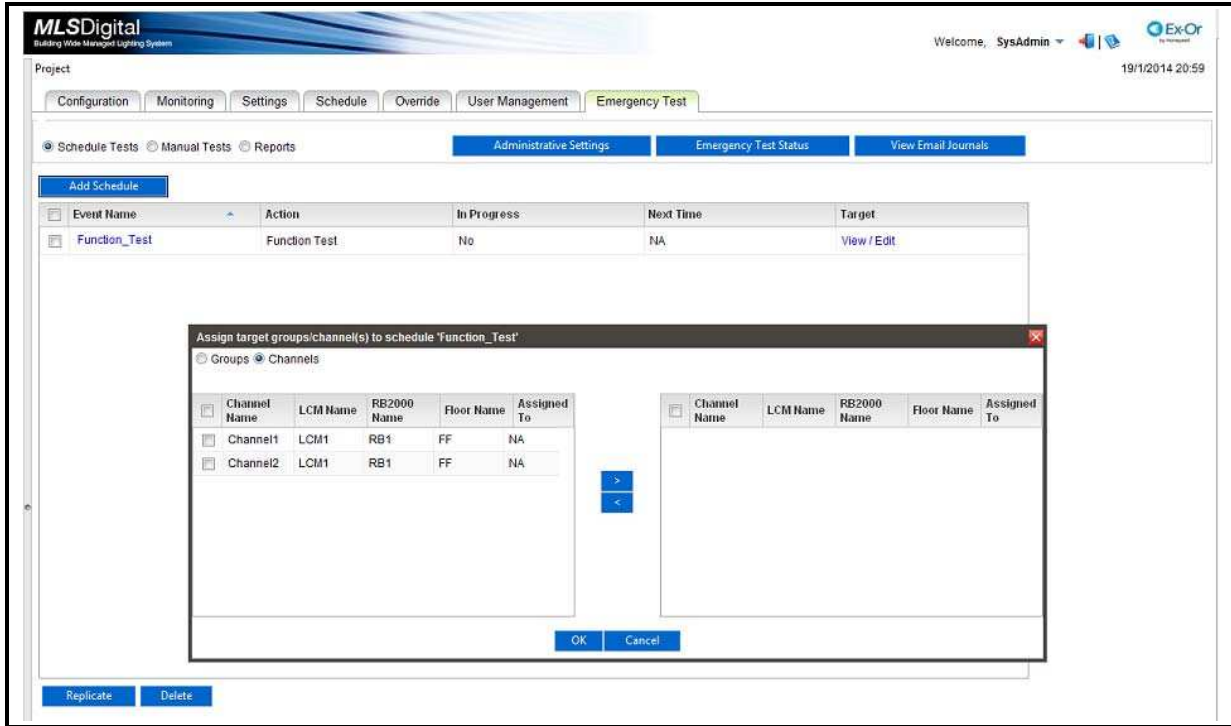 MLSDigital
Building Wide Managed Lighting System
Welcome, SysAdmin
Ex-Or
by Honeywell
Project
19/1/2014 20:59
Configuration Monitoring Settings Schedule Override User Management Emergency Test
Schedule Tests Manual Tests Reports Administrative Settings Emergency Test Status View Email Journals
Add Schedule
Event Name Action In Progress Next Time Target
Function_Test Function Test No NA View / Edit
Assign target groups/channel(s) to schedule 'Function_Test'
Groups Channels
Channel Name LCM Name RB2000 Name Floor Name Assigned To
Channel1 LCM1 RB1 FF NA
Channel2 LCM1 RB1 FF NA
>
<
Channel Name LCM Name RB2000 Name Floor Name Assigned To
OK Cancel
Replicate Delete